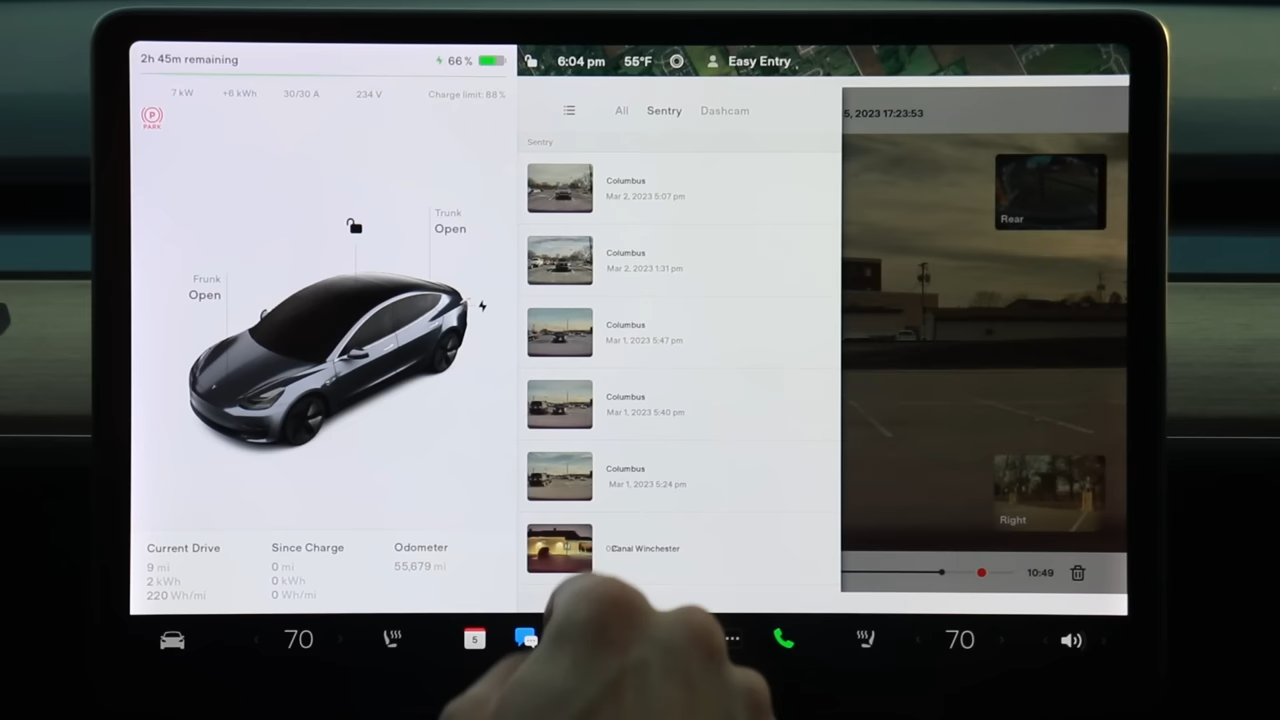 2h 45m remaining
66 %
7 kW +6 kWh 30/30 A 234 V Charge limit: 88 %
P
PARK
Trunk
Open
Frunk
Open
Current Drive
9 mi
2 kWh
220 Wh/mi
Since Charge
0 mi
0 kWh
0 Wh/mi
Odometer
55,679 mi
6:04 pm 55°F Easy Entry
All Sentry Dashcam
Sentry
Columbus
Mar 2, 2023 5:07 pm
Columbus
Mar 2, 2023 1:31 pm
Columbus
Mar 1, 2023 5:47 pm
Columbus
Mar 1, 2023 5:40 pm
Columbus
Mar 1, 2023 5:24 pm
Canal Winchester
5, 2023 17:23:53
Rear
Right
10:49
70
5
70